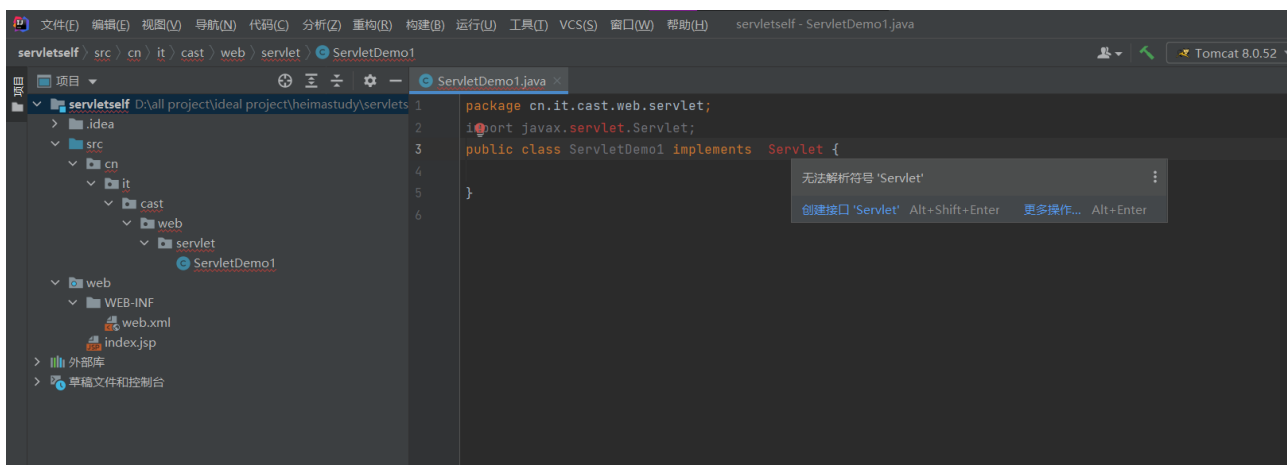 文件(F) 编辑(E) 视图(V) 导航(N) 代码(C) 分析(Z) 重构(R) 构建(B) 运行(U) 工具(T) VCS(S) 窗口(W) 帮助(H) servletself - ServletDemo1.java
servletself src cn it cast web servlet ServletDemo1 Tomcat 8.0.52
项目
项目
ServletDemo1.java
servletself D:\all project\ideal project\heimastudy\servlets
.idea
src
cn
it
cast
web
servlet
ServletDemo1
web
WEB-INF
web.xml
index.jsp
外部库
草稿文件和控制台
1 package cn.it.cast.web.servlet;
2 import javax.servlet.Servlet;
3 public class ServletDemo1 implements Servlet {
4
5 }
6
无法解析符号 'Servlet'
创建接口 'Servlet' Alt+Shift+Enter 更多操作... Alt+Enter